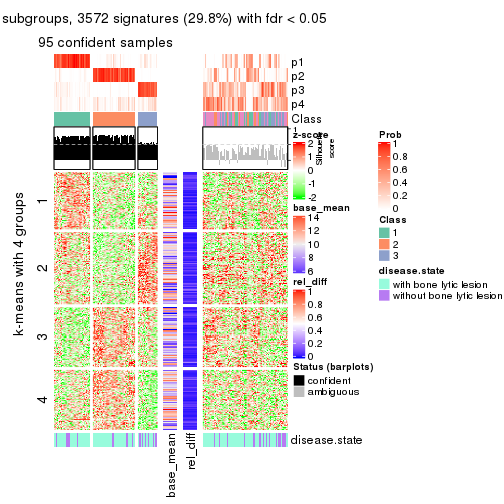 subgroups, 3572 signatures (29.8%) with fdr < 0.05
95 confident samples
p1
p2
p3
p4
Class
1
Silhouette
score
k-means with 4 groups
1
2
3
4
base_mean
rel_diff
disease.state
z-score
2
1
0
-1
-2
base_mean
14
12
10
8
6
rel_diff
1
0.8
0.6
0.4
0.2
0
Status (barplots)
confident
ambiguous
Prob
1
0.8
0.6
0.4
0.2
0
Class
1
2
3
disease.state
with bone lytic lesion
without bone lytic lesion